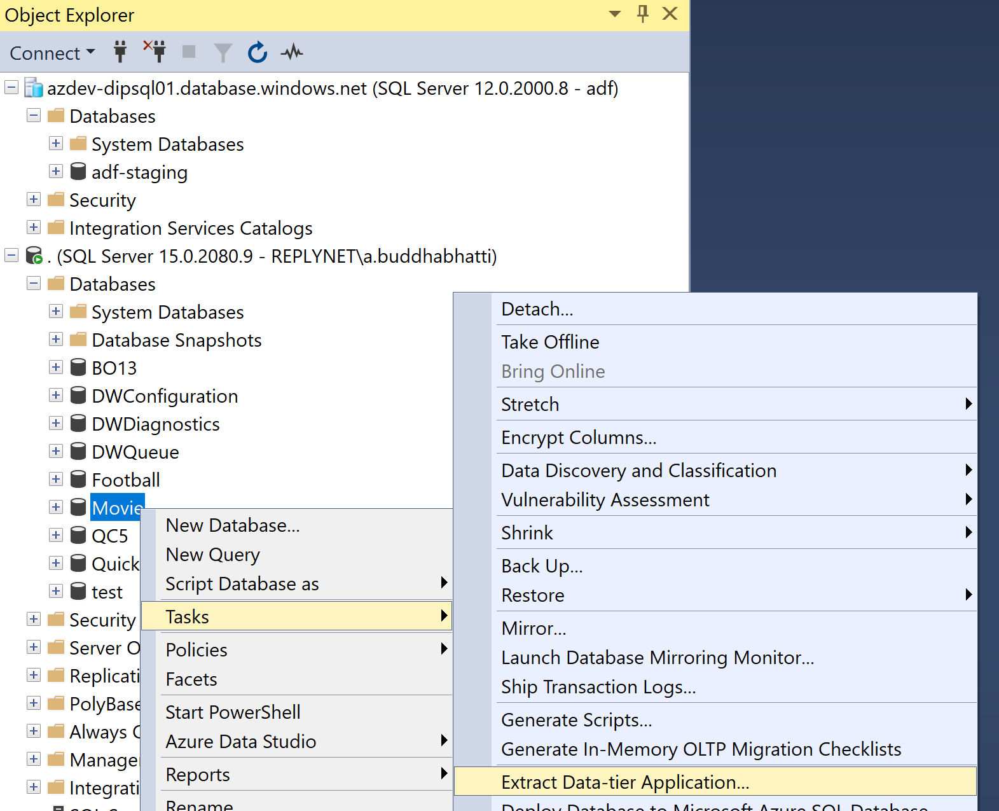 Object Explorer
Connect
azdev-dipsql01.database.windows.net (SQL Server 12.0.2000.8 - adf)
Databases
System Databases
adf-staging
Security
Integration Services Catalogs
. (SQL Server 15.0.2080.9 - REPLYNET\a.buddhabhatti)
Databases
System Databases
Database Snapshots
BO13
DWConfiguration
DWDiagnostics
DWQueue
Football
Movie
QC5
Quick
test
Security
Server O
Replicati
PolyBase
Always
Manage
Integrati
New Database...
New Query
Script Database as
Tasks
Policies
Facets
Start PowerShell
Azure Data Studio
Reports
Rename
Detach...
Take Offline
Bring Online
Stretch
Encrypt Columns...
Data Discovery and Classification
Vulnerability Assessment
Shrink
Back Up...
Restore
Mirror...
Launch Database Mirroring Monitor...
Ship Transaction Logs...
Generate Scripts...
Generate In-Memory OLTP Migration Checklists
Extract Data-tier Application...
Deploy Database to Microsoft Azure SQL Database